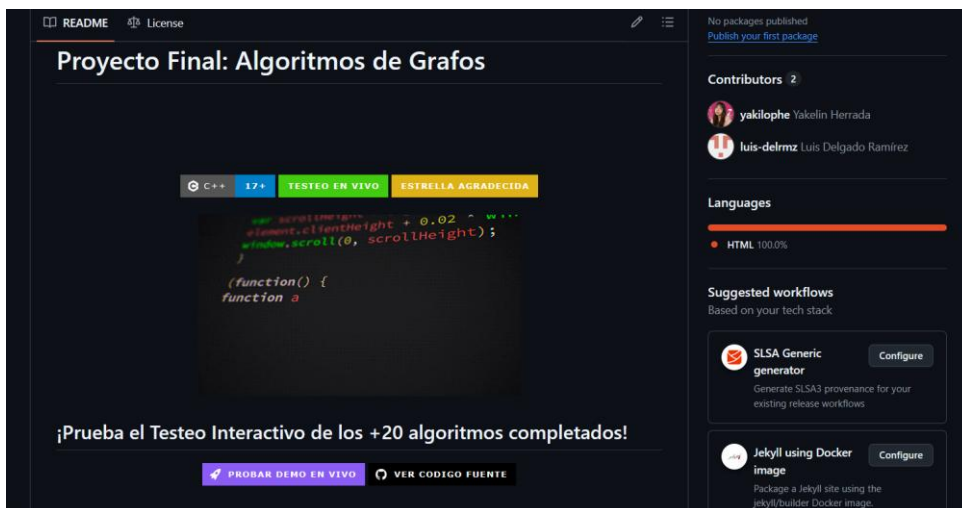 README
License
Proyecto Final: Algoritmos de Grafos
C++ 17+
TESTEO EN VIVO
ESTRELLA AGRADECIDA
var scrollHeight
element.clientHeight + 0.02
window.scroll(0, scrollHeight);
}
(function() {
function a
¡Prueba el Testeo Interactivo de los +20 algoritmos completados!
PROBAR DEMO EN VIVO
VER CODIGO FUENTE
No packages published
Publish your first package
Contributors 2
yakilophe Yakelin Herrada
luis-delrmz Luis Delgado Ramírez
Languages
HTML 100.0%
Suggested workflows
Based on your tech stack
SLSA Generic
generator
Configure
Generate SLSA3 provenance for your
existing release workflows
Jekyll using Docker
image
Configure
Package a Jekyll site using the
jekyll/builder Docker image.